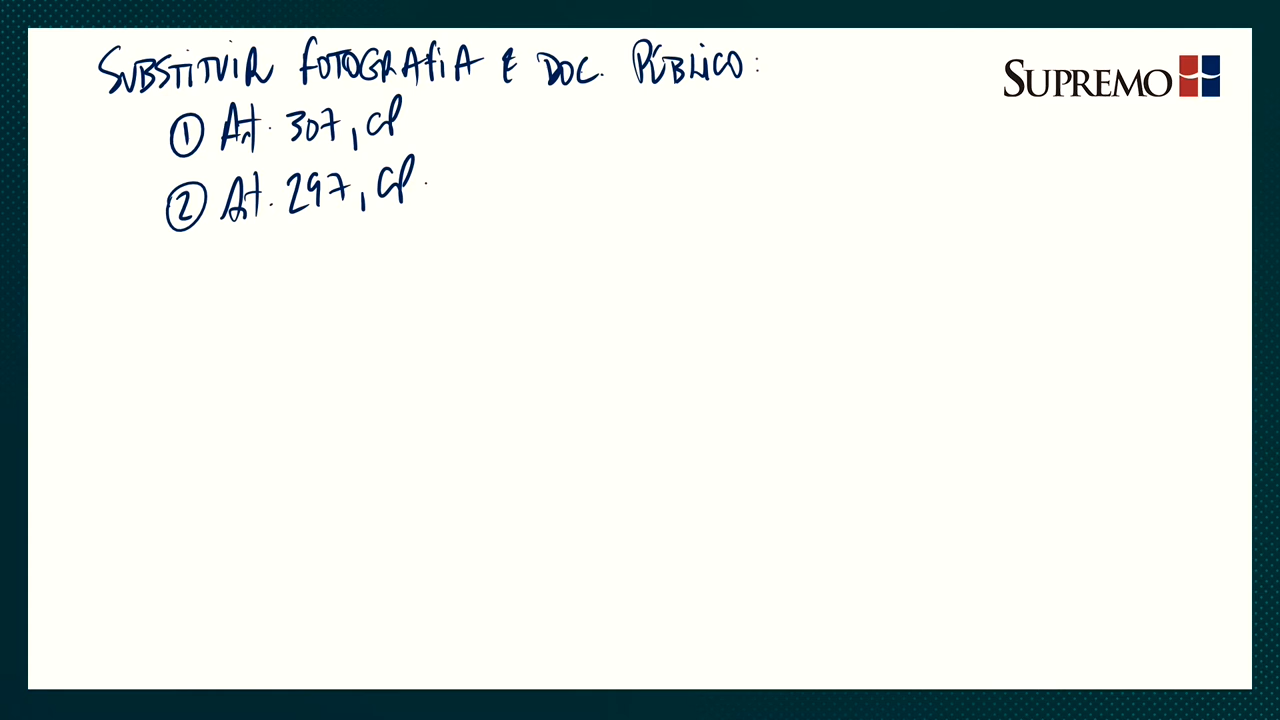 SUBSTITUIR FOTOGRAFIA E DOC. PÚBLICO:
SUPREMO
① Art. 307, CP
② Art. 297, CP.